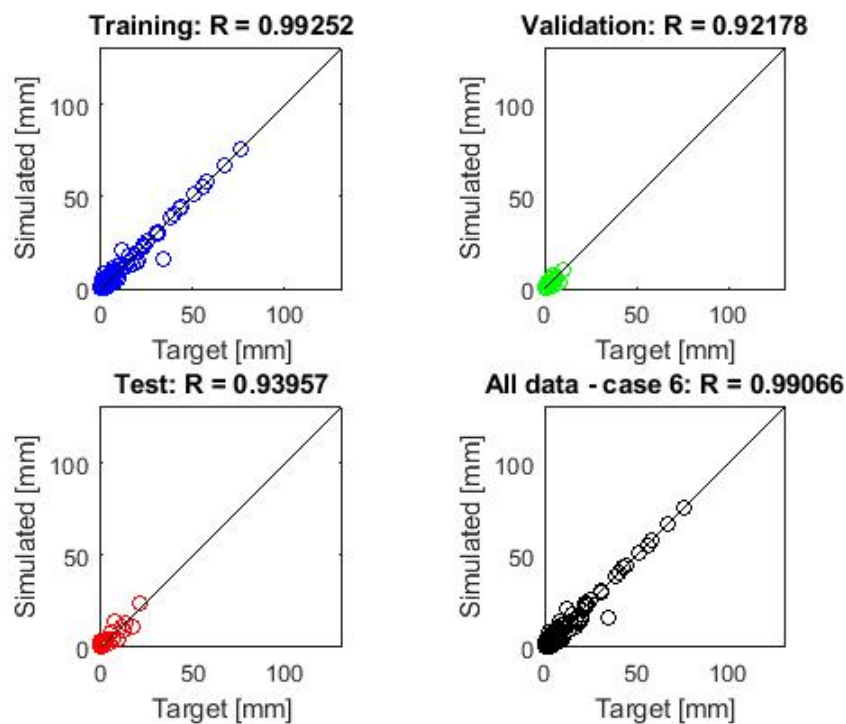 Training: R = 0.99252
100
50
0
0 50 100
Simulated [mm]
Target [mm]
Validation: R = 0.92178
100
50
0
0 50 100
Simulated [mm]
Target [mm]
Test: R = 0.93957
100
50
0
0 50 100
Simulated [mm]
Target [mm]
All data - case 6: R = 0.99066
100
50
0
0 50 100
Simulated [mm]
Target [mm]